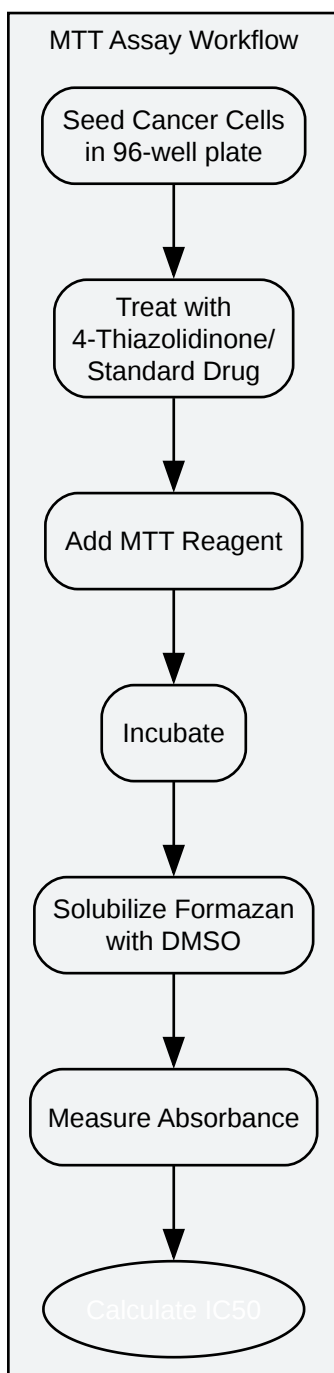 MTT Assay Workflow
Seed Cancer Cells
in 96-well plate
Treat with
4-Thiazolidinone/
Standard Drug
Add MTT Reagent
Incubate
Solubilize Formazan
with DMSO
Measure Absorbance
Calculate IC50